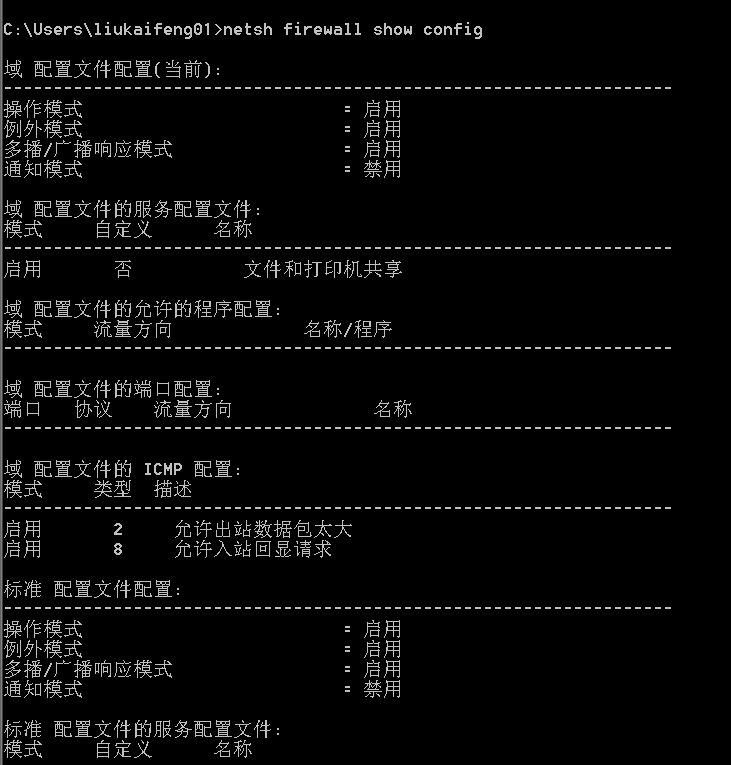 C:\Users\liukaifeng01>netsh firewall show config
域 配置文件配置(当前):
-------------------------------------------------------------------
操作模式                          = 启用
例外模式                          = 启用
多播/广播响应模式                 = 启用
通知模式                          = 禁用
域 配置文件的服务配置文件:
模式     自定义      名称
-------------------------------------------------------------------
启用       否           文件和打印机共享
域 配置文件的允许的程序配置:
模式     流量方向             名称/程序
-------------------------------------------------------------------
域 配置文件的端口配置:
端口   协议    流量方向              名称
-------------------------------------------------------------------
域 配置文件的 ICMP 配置:
模式     类型  描述
-------------------------------------------------------------------
启用       2     允许出站数据包太大
启用       8     允许入站回显请求
标准 配置文件配置:
-------------------------------------------------------------------
操作模式                          = 启用
例外模式                          = 启用
多播/广播响应模式                 = 启用
通知模式                          = 禁用
标准 配置文件的服务配置文件:
模式     自定义      名称